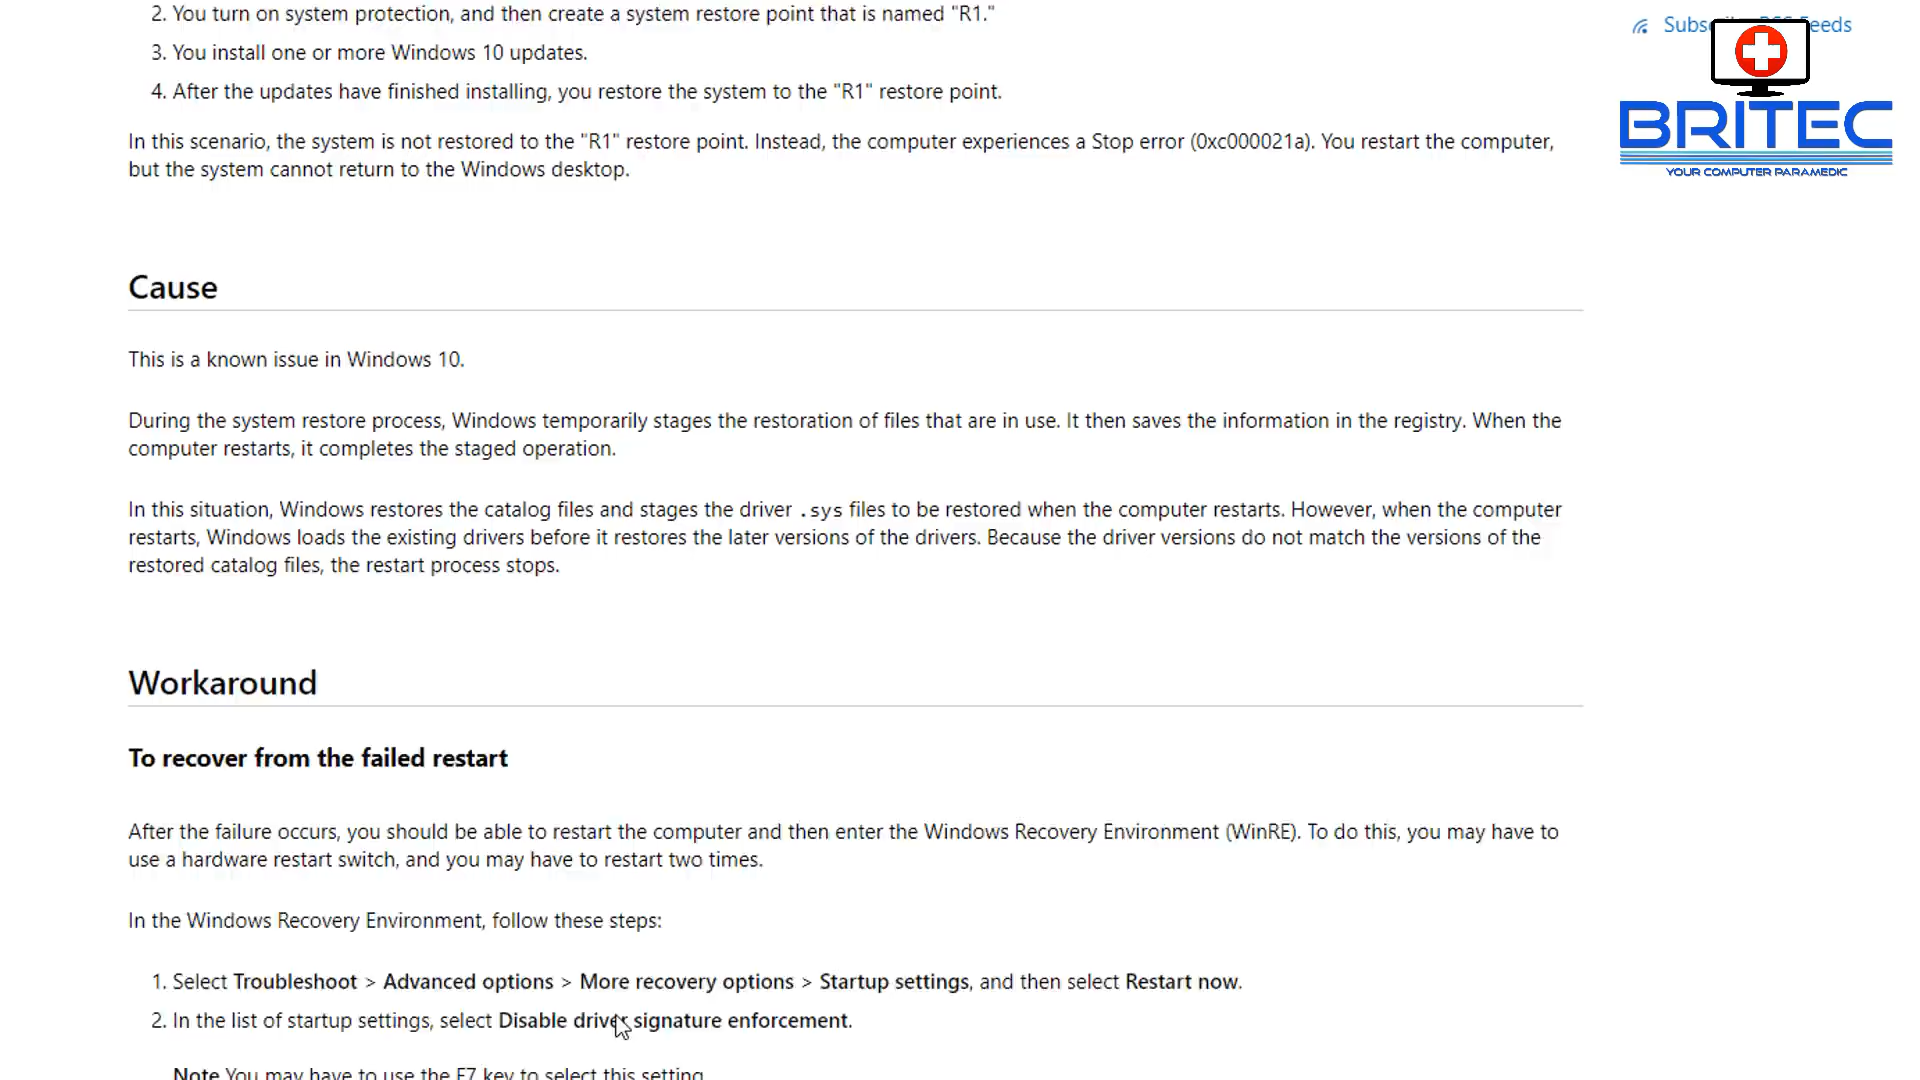 2. You turn on system protection, and then create a system restore point that is named "R1."
3. You install one or more Windows 10 updates.
4. After the updates have finished installing, you restore the system to the "R1" restore point.
In this scenario, the system is not restored to the "R1" restore point. Instead, the computer experiences a Stop error (0xc000021a). You restart the computer,
but the system cannot return to the Windows desktop.
Cause
This is a known issue in Windows 10.
During the system restore process, Windows temporarily stages the restoration of files that are in use. It then saves the information in the registry. When the
computer restarts, it completes the staged operation.
In this situation, Windows restores the catalog files and stages the driver .sys files to be restored when the computer restarts. However, when the computer
restarts, Windows loads the existing drivers before it restores the later versions of the drivers. Because the driver versions do not match the versions of the
restored catalog files, the restart process stops.
Workaround
To recover from the failed restart
After the failure occurs, you should be able to restart the computer and then enter the Windows Recovery Environment (WinRE). To do this, you may have to
use a hardware restart switch, and you may have to restart two times.
In the Windows Recovery Environment, follow these steps:
1. Select Troubleshoot > Advanced options > More recovery options > Startup settings, and then select Restart now.
2. In the list of startup settings, select Disable driver signature enforcement.
Note You may have to use the F7 key to select this setting.
BRITEC
YOUR COMPUTER PARAMEDIC